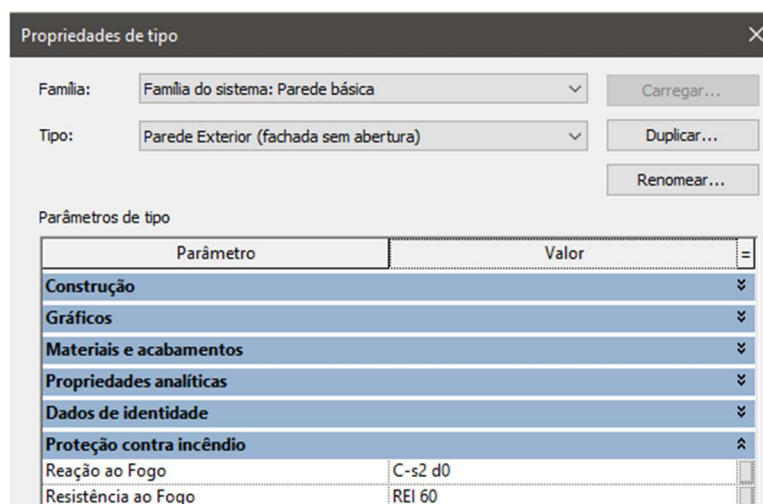 Propriedades de tipo
Família: Família do sistema: Parede básica Carregar...
Tipo: Parede Exterior (fachada sem abertura) Duplicar...
Renomear...
Parâmetros de tipo
Parâmetro Valor =
Construção
Gráficos
Materiais e acabamentos
Propriedades analíticas
Dados de identidade
Proteção contra incêndio
Reação ao Fogo C-s2 d0
Resistência ao Fogo REI 60